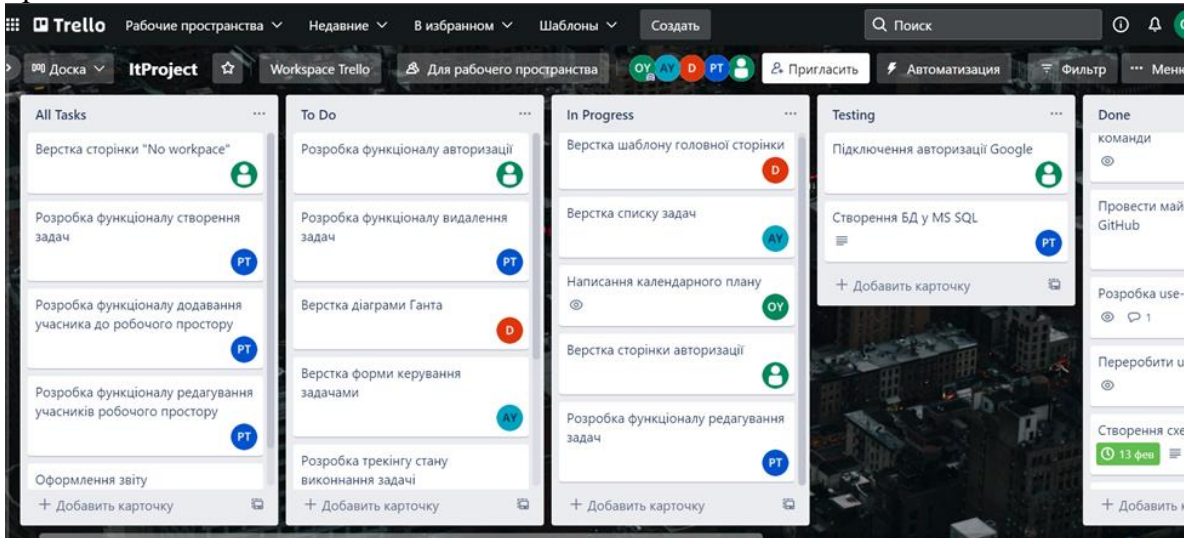 Trello Рабочие пространства Недавние В избранном Шаблоны Создать Поиск
Доска ItProject Workspace Trello Для рабочего пространства OY AY D PT Пригласить Автоматизация Фильтр Меню
All Tasks
Верстка сторінки "No workpace"
Розробка функціоналу створення
задач
PT
Розробка функціоналу додавання
учасника до робочого простору
PT
Розробка функціоналу редагування
учасників робочого простору
PT
Оформлення звіту
+ Добавить карточку
To Do
Розробка функціоналу авторизації
Розробка функціоналу видалення
задач
PT
Верстка діаграми Ганта
D
Верстка форми керування
задачами
AY
Розробка трекінгу стану
виконнання задачі
+ Добавить карточку
In Progress
Верстка шаблону головної сторінки
D
Верстка списку задач
AY
Написання календарного плану
OY
Верстка сторінки авторизації
Розробка функціоналу редагування
задач
PT
+ Добавить карточку
Testing
Підключення авторизації Google
Створення БД у MS SQL
PT
+ Добавить карточку
Done
команди
Провести май
GitHub
Розробка use-
1
Переробити u
Створення схе
13 фев
+ Добавить к